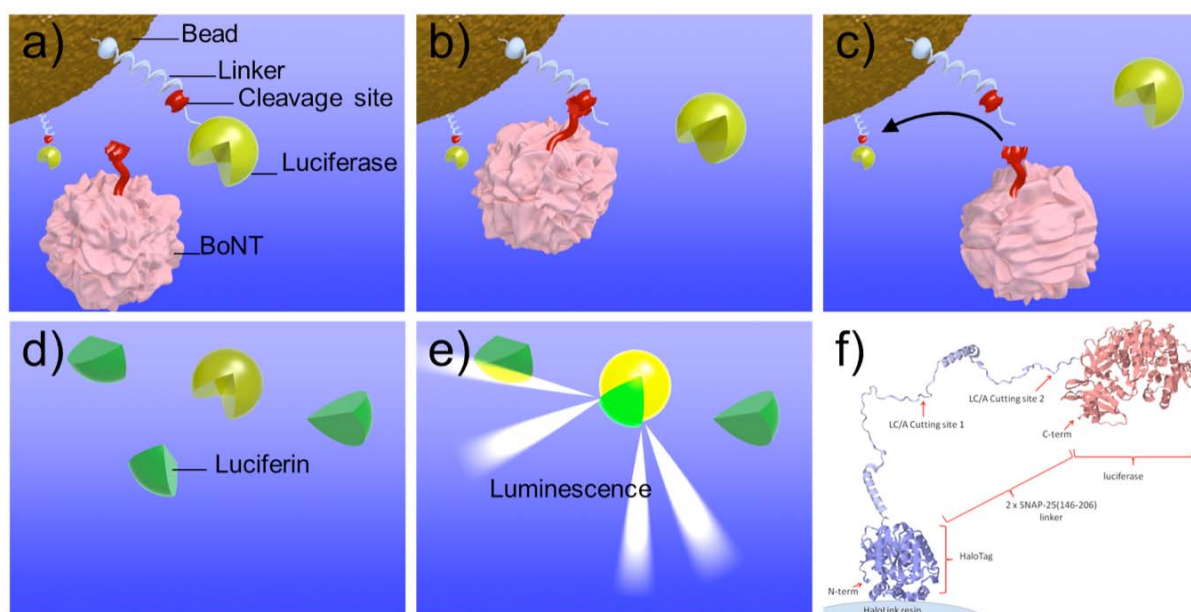 a)
Bead
Linker
Cleavage site
Luciferase
BoNT
b)
c)
d)
Luciferin
e)
Luminescence
f)
LC/A Cutting site 2
LC/A Cutting site 1
C-term
luciferase
2 x SNAP-25(146-206)
linker
HaloTag
N-term
HaloLink resin